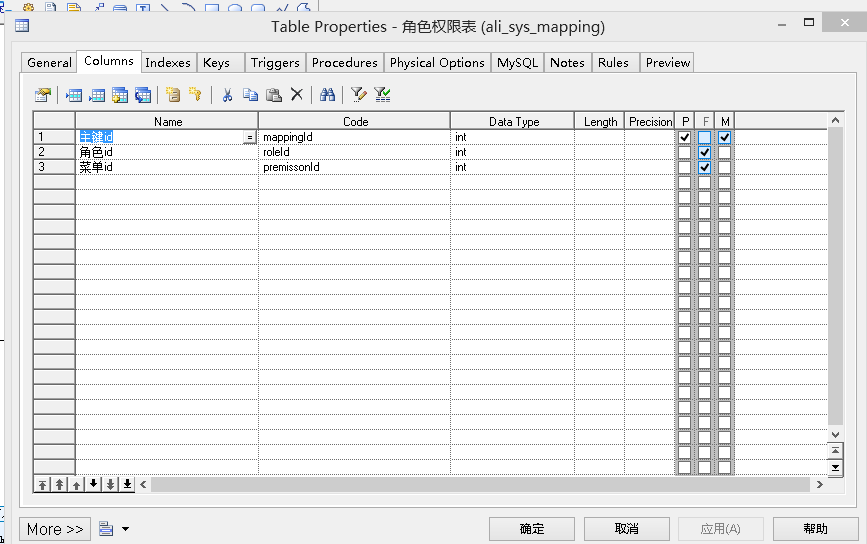 Table Properties - 角色权限表 (ali_sys_mapping)
General Columns Indexes Keys Triggers Procedures Physical Options MySQL Notes Rules Preview
Name Code Data Type Length Precision P F M
1 主键id = mappingId int
2 角色id roleId int
3 菜单id premissonId int
More >> 确定 取消 应用(A) 帮助